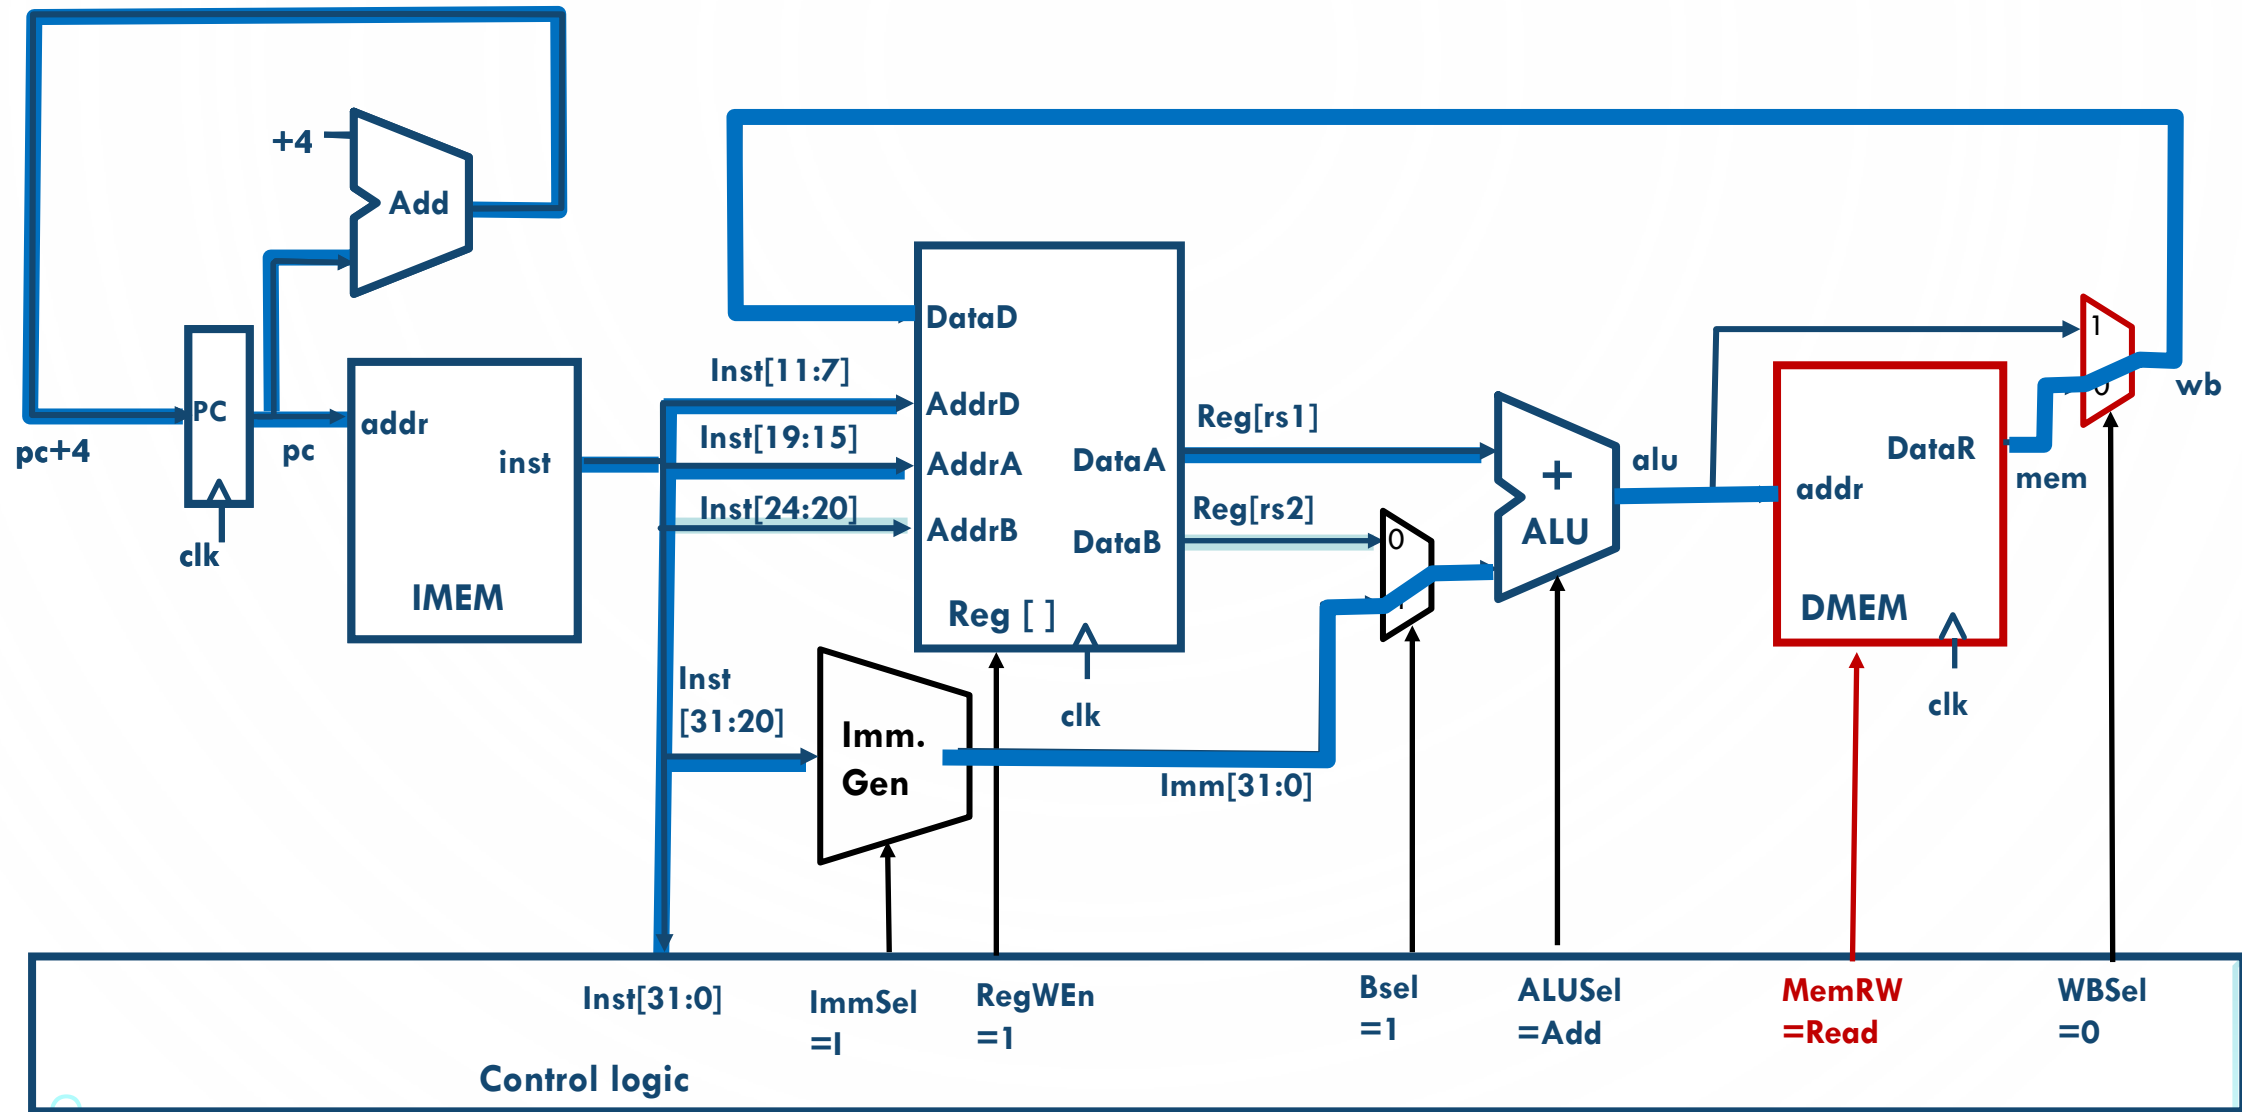 +4
Add
DataD
1
0
wb
Inst[11:7]
PC
addr
AddrD
Reg[rs1]
pc+4
pc
inst
Inst[19:15]
AddrA
DataA
+
ALU
alu
DataR
mem
addr
Inst[24:20]
AddrB
DataB
Reg[rs2]
0
clk
IMEM
Reg [ ]
DMEM
clk
clk
Inst
[31:20]
Imm.
Gen
Imm[31:0]
Inst[31:0]
ImmSel
=I
RegWEn
=1
Bsel
=1
ALUSel
=Add
MemRW
=Read
WBSel
=0
Control logic